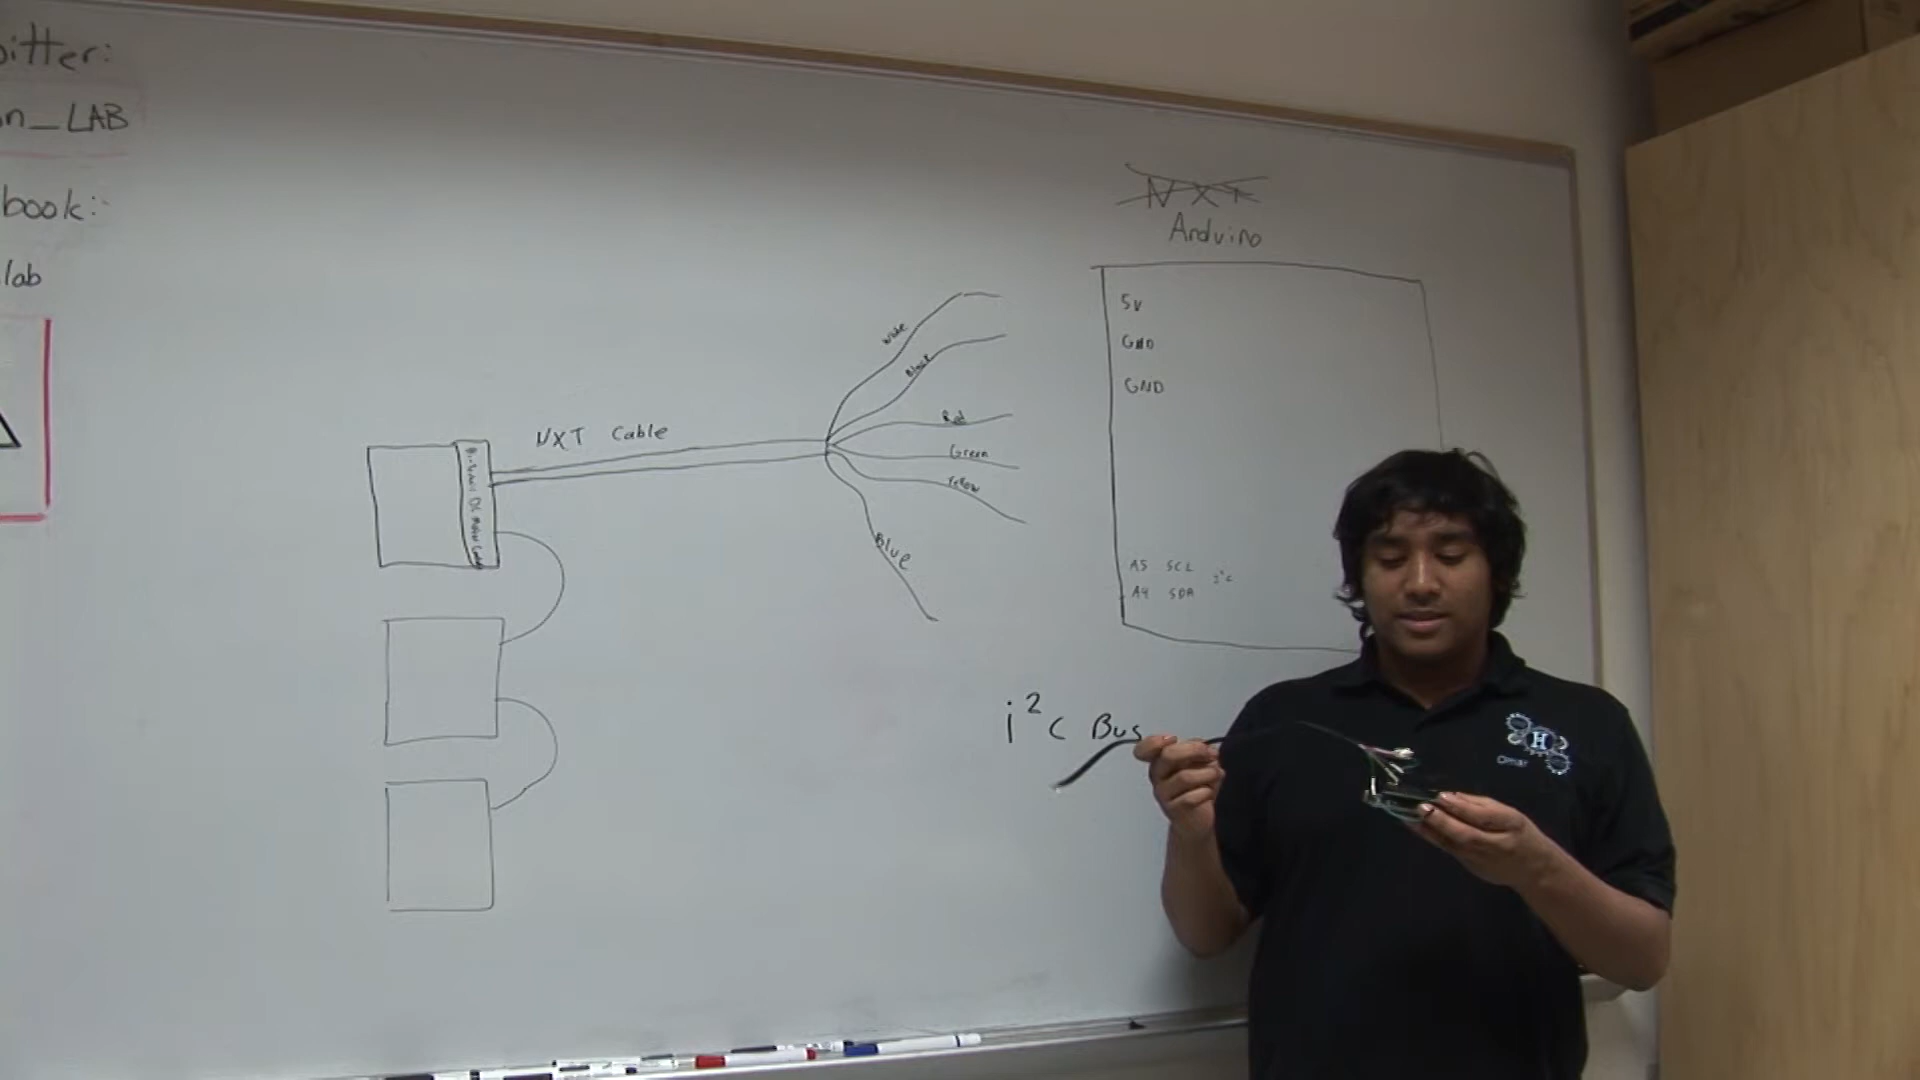 itter:
n_LAB
book:
lab
NXT
Arduino
5V
GND
GND
A5 SCL
A4 SDA
I²C
NXT Cable
White
Black
Red
Green
Yellow
Blue
i²c Bus
H
Omar